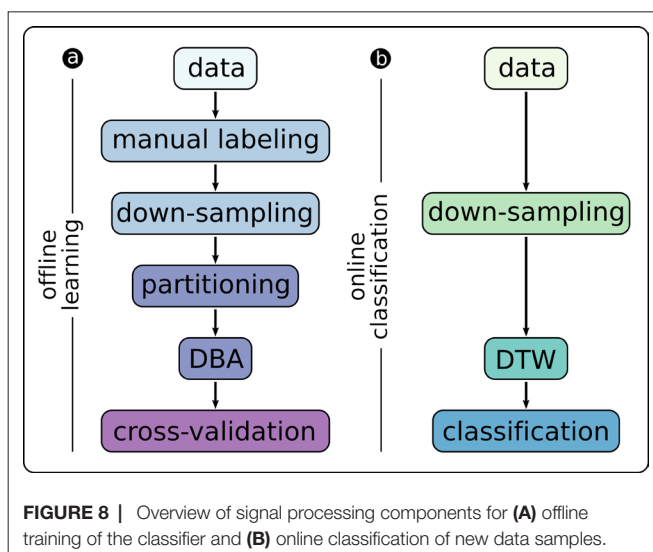 a
data
manual labeling
down-sampling
partitioning
DBA
cross-validation
offline
learning
b
data
down-sampling
DTW
classification
online
classification
FIGURE 8 | Overview of signal processing components for (A) offline
training of the classifier and (B) online classification of new data samples.